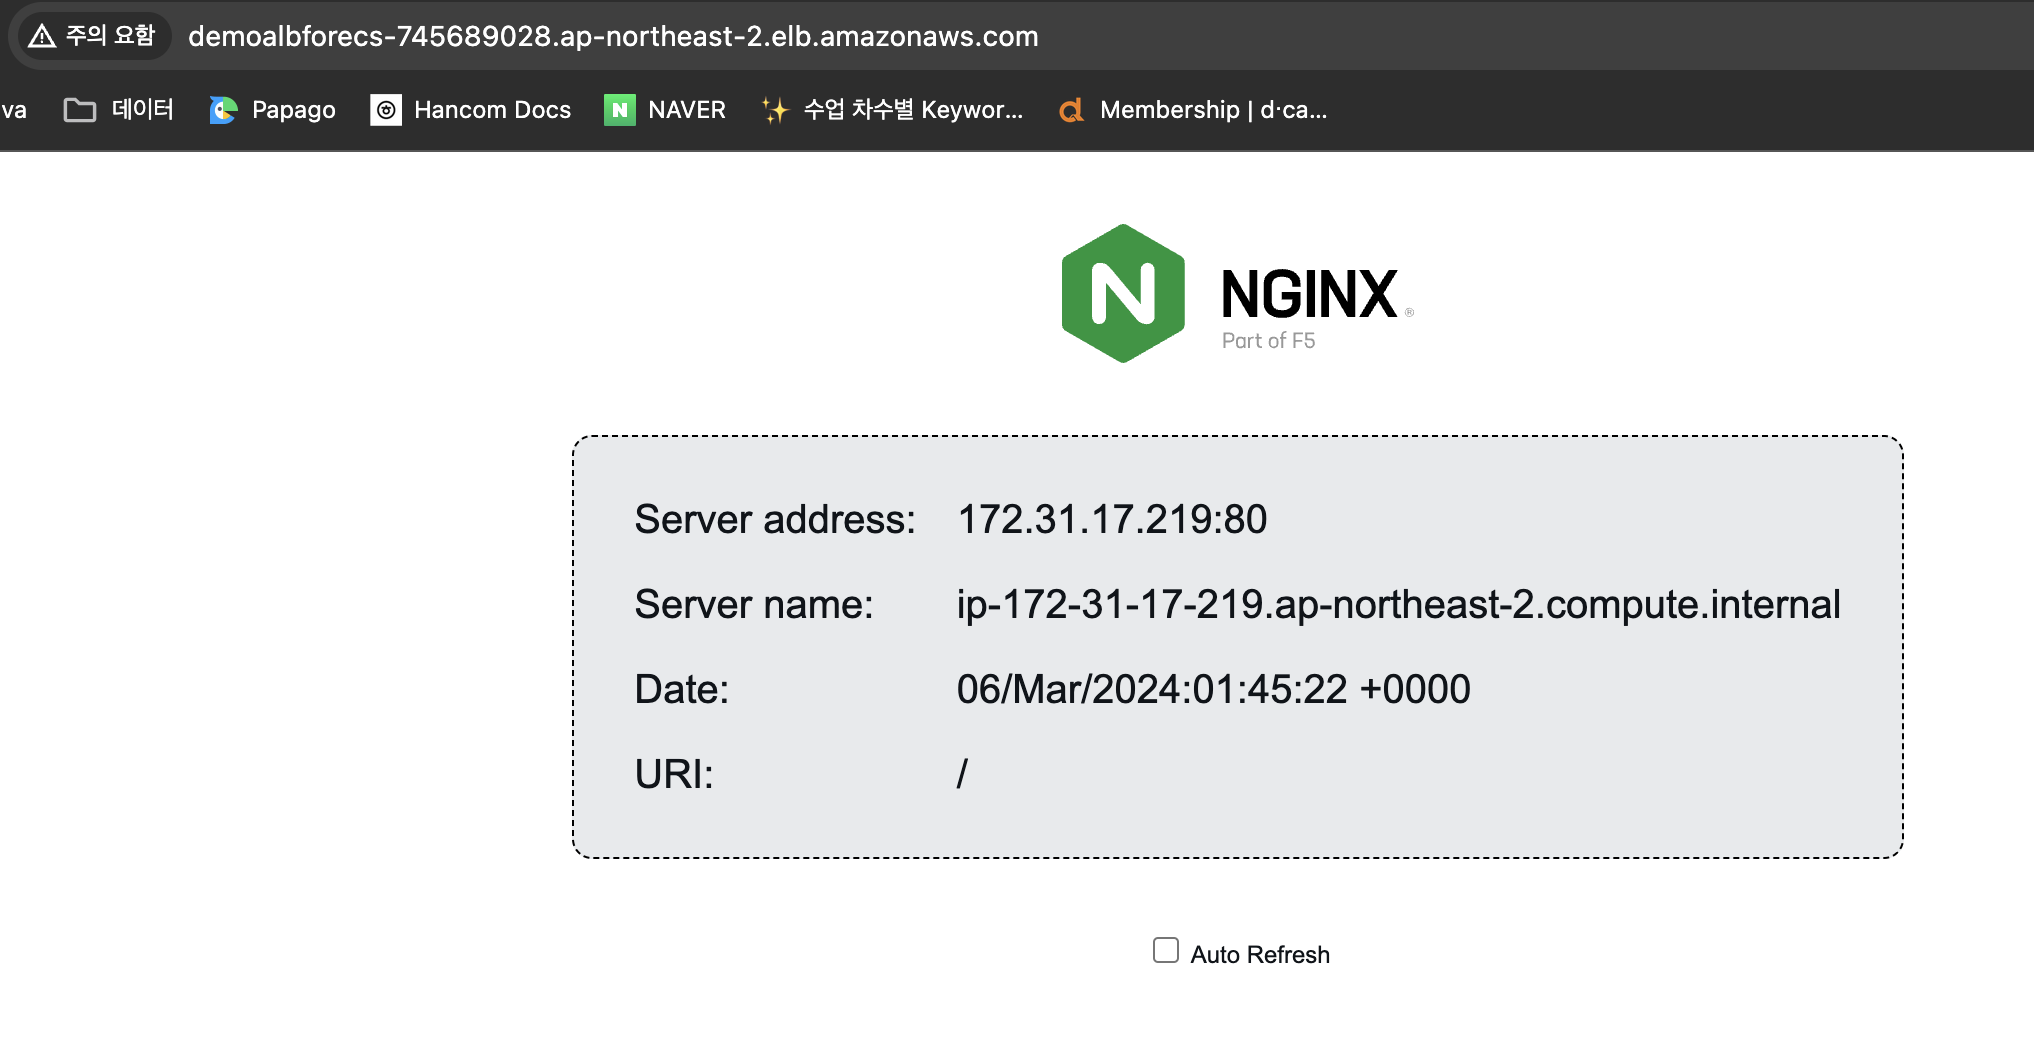 주의 요함 demoalbforecs-745689028.ap-northeast-2.elb.amazonaws.com
va 데이터 Papago Hancom Docs N NAVER 수업 차수별 Keywor... Membership | d·ca...
N NGINX ®
Part of F5
Server address: 172.31.17.219:80
Server name: ip-172-31-17-219.ap-northeast-2.compute.internal
Date: 06/Mar/2024:01:45:22 +0000
URI: /
Auto Refresh